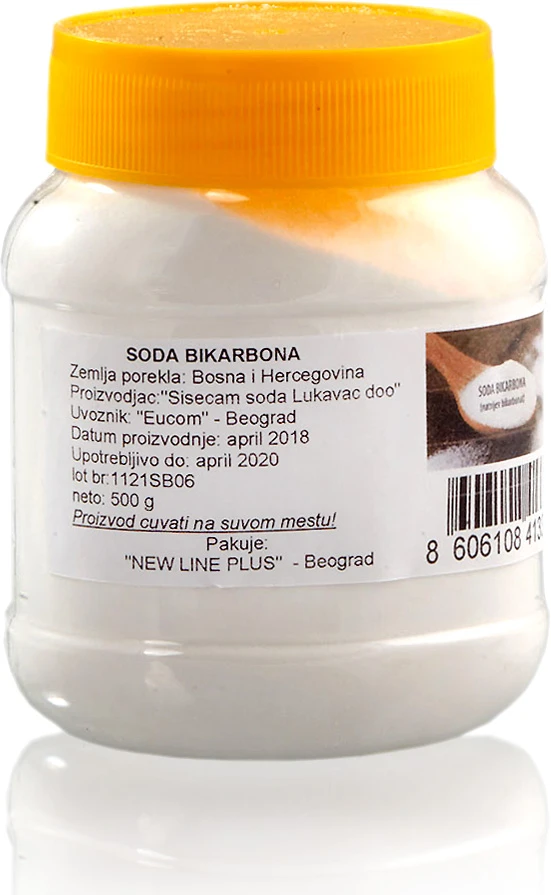 SODA BIKARBONA
Zemlja porekla: Bosna i Hercegovina
Proizvodjac:"Sisecam soda Lukavac doo"
Uvoznik: "Eucom" - Beograd
Datum proizvodnje: april 2018
Upotrebljivo do: april 2020
lot br:1121SB06
neto: 500 g
Proizvod cuvati na suvom mestu!
Pakuje:
"NEW LINE PLUS" - Beograd
SODA BIKARBONA
(natrijev bikarbonat)
8 606108 413